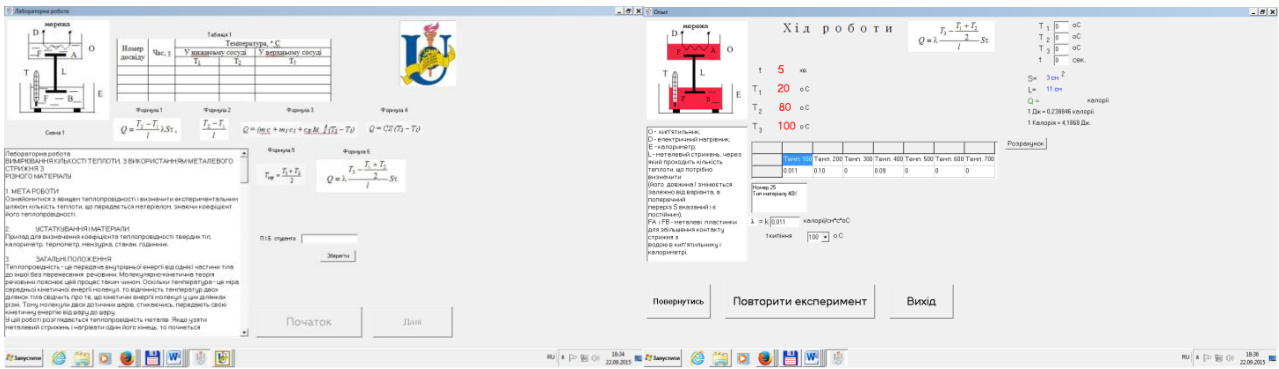 Лабораторна робота
мережа
D
O
F
A
T
L
F
B
E
Схема 1
Таблиця 1
Номер досвіду
Час, τ
Температура, ° C
У нижньому сосуді
У верхньому сосуді
T₁
T₂
T₃
Формула 1
Формула 2
Формула 3
Формула 4
Лабораторна робота
ВИМІРЮВАННЯ КІЛЬКОСТІ ТЕПЛОТИ, З ВИКОРИСТАННЯМ МЕТАЛЕВОГО
СТРИЖНЯ З
РІЗНОГО МАТЕРІАЛУ
1. МЕТА РОБОТИ
Ознайомитися з явищем теплопровідності і визначити експериментальним
шляхом кількість теплоти, що передається матеріалом, знаючи коефіцієнт
його теплопровідності.
2. УСТАТКУВАННЯ І МАТЕРІАЛИ
Прилад для визначення коефіцієнта теплопровідності твердих тіл,
калориметр, термометр, мензурка, стакан, годинник.
3. ЗАГАЛЬНІ ПОЛОЖЕННЯ
Теплопровідність - це передача внутрішньої енергії від однієї частини тіла
до іншої без перенесення речовини. Молекулярно-кінетична теорія
речовини пояснює цей процес таким чином. Оскільки температура - це міра
середньої кінетичної енергії молекул, то відмінність температур двох
ділянок тіла свідчить про те, що кінетичні енергії молекул у цих ділянках
різні. Тому молекули двох дотичних шарів, стикаючись, передають свою
кінетичну енергію від шару до шару.
У цій роботі розглядається теплопровідність металів. Якщо узяти
металевий стрижень і нагрівати один його кінець, то почнеться
Формула 5
Формула 6
П.І.Б. студента
Зберегти
Початок
Далі
Запустити
RU
18:34
22.09.2015
Опыт
мережа
D
O
F
A
T
L
F
B
E
О - кип'ятильник;
D - електричний нагрівник;
Е - калориметр;
L - металевий стрижень, через
який проходить кількість
теплоти, що потрібно
визначити
(його довжина l змінюється
залежно від варіанта, а
поперечний
переріз S вказаний і є
постійним);
FA і FB - металеві пластинки
для збільшення контакту
стрижня з
водою в кип'ятильнику і
калориметрі.
Хід роботи
t 5 хв.
T₁ 20 оС
T₂ 80 оС
T₃ 100 оС
Темп. 100 Темп. 200 Темп. 300 Темп. 400 Темп. 500 Темп. 600 Темп. 700
0.011 0.10 0 0.09 0 0 0
Номер 25
Тип матеріалу 40Х
λ = k 0.011 калорії/см*с*оС
t кипіння 100 о С
T₁ 0 оС
T₂ 0 оС
T₃ 0 оС
t 0 сек.
S= 3 см 2
L= 11 см
Q = калорії
1 Дж = 0,238846 калорії.
1 Калорія = 4,1868 Дж.
Розрахунок
Повернутись
Повторити експеримент
Вихід
Запустити
RU
18:36
22.09.2015